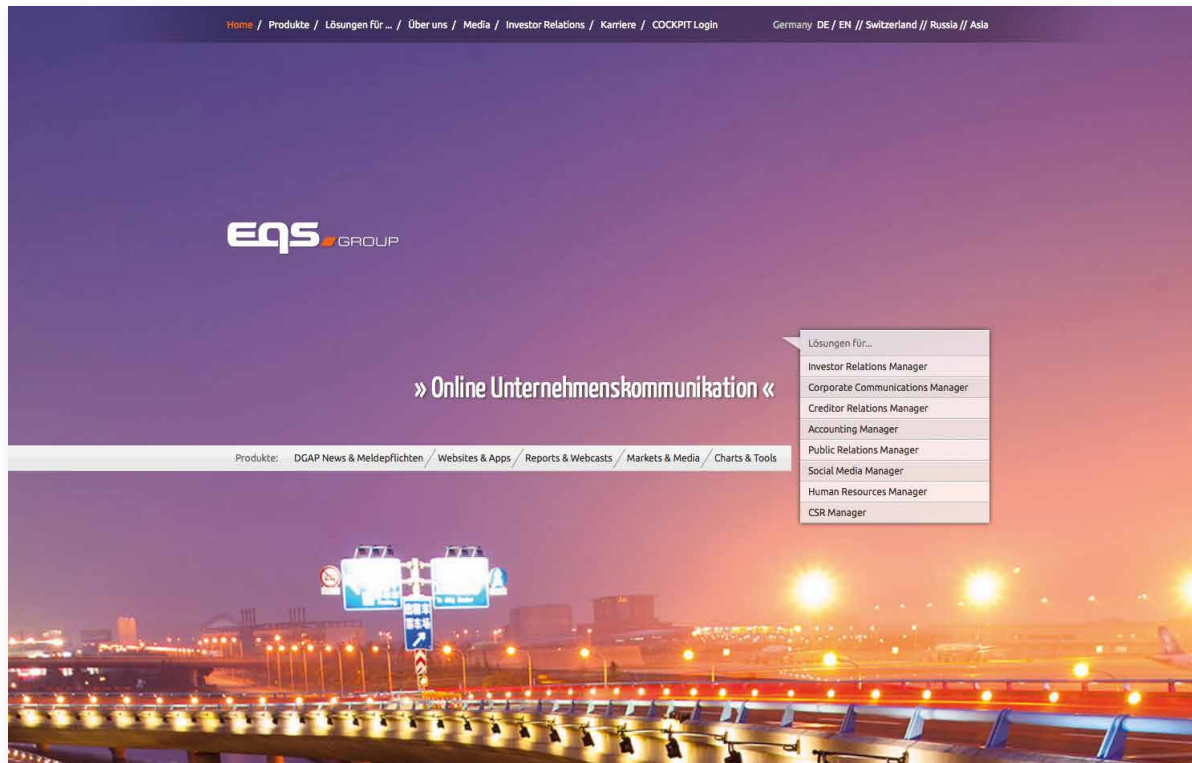 Home / Produkte / Lösungen für ... / Über uns / Media / Investor Relations / Karriere / COCKPIT Login
Germany DE / EN // Switzerland // Russia // Asia
EQS GROUP
Lösungen für...
Investor Relations Manager
Corporate Communications Manager
Creditor Relations Manager
Accounting Manager
Public Relations Manager
Social Media Manager
Human Resources Manager
CSR Manager
» Online Unternehmenskommunikation «
Produkte: DGAP News & Meldepflichten / Websites & Apps / Reports & Webcasts / Markets & Media / Charts & Tools